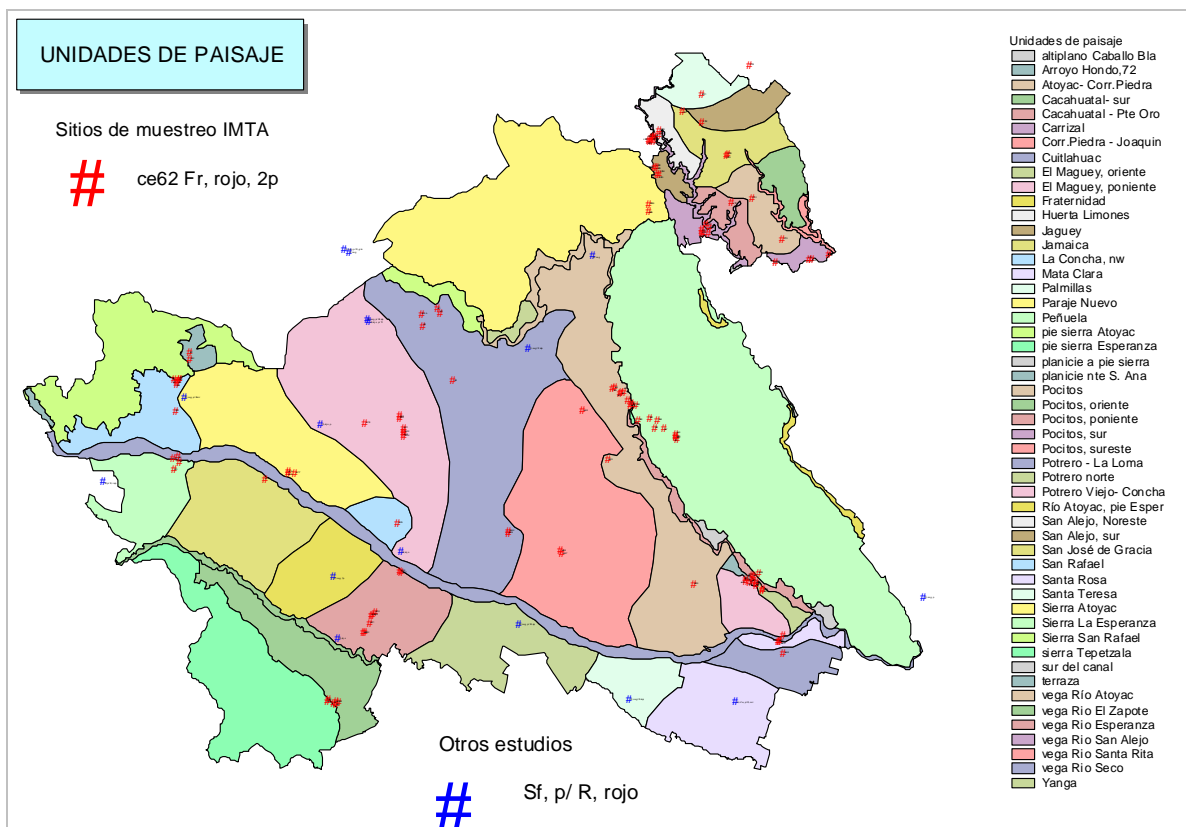 UNIDADES DE PAISAJE
Sitios de muestreo IMTA
# ce62 Fr, rojo, 2p
Otros estudios
# Sf, p/ R, rojo
Unidades de paisaje
altiplano Caballo Bla
Arroyo Hondo,72
Atoyac- Corr.Piedra
Cacahuatal- sur
Cacahuatal - Pte Oro
Carrizal
Corr.Piedra - Joaquin
Cuitlahuac
El Maguey, oriente
El Maguey, poniente
Fraternidad
Huerta Limones
Jaguey
Jamaica
La Concha, nw
Mata Clara
Palmillas
Paraje Nuevo
Peñuela
pie sierra Atoyac
pie sierra Esperanza
planicie a pie sierra
planicie nte S. Ana
Pocitos
Pocitos, oriente
Pocitos, poniente
Pocitos, sur
Pocitos, sureste
Potrero - La Loma
Potrero norte
Potrero Viejo- Concha
Río Atoyac, pie Esper
San Alejo, Noreste
San Alejo, sur
San José de Gracia
San Rafael
Santa Rosa
Santa Teresa
Sierra Atoyac
Sierra La Esperanza
Sierra San Rafael
sierra Tepetzala
sur del canal
terraza
vega Río Atoyac
vega Rio El Zapote
vega Rio Esperanza
vega Rio San Alejo
vega Rio Santa Rita
vega Rio Seco
Yanga